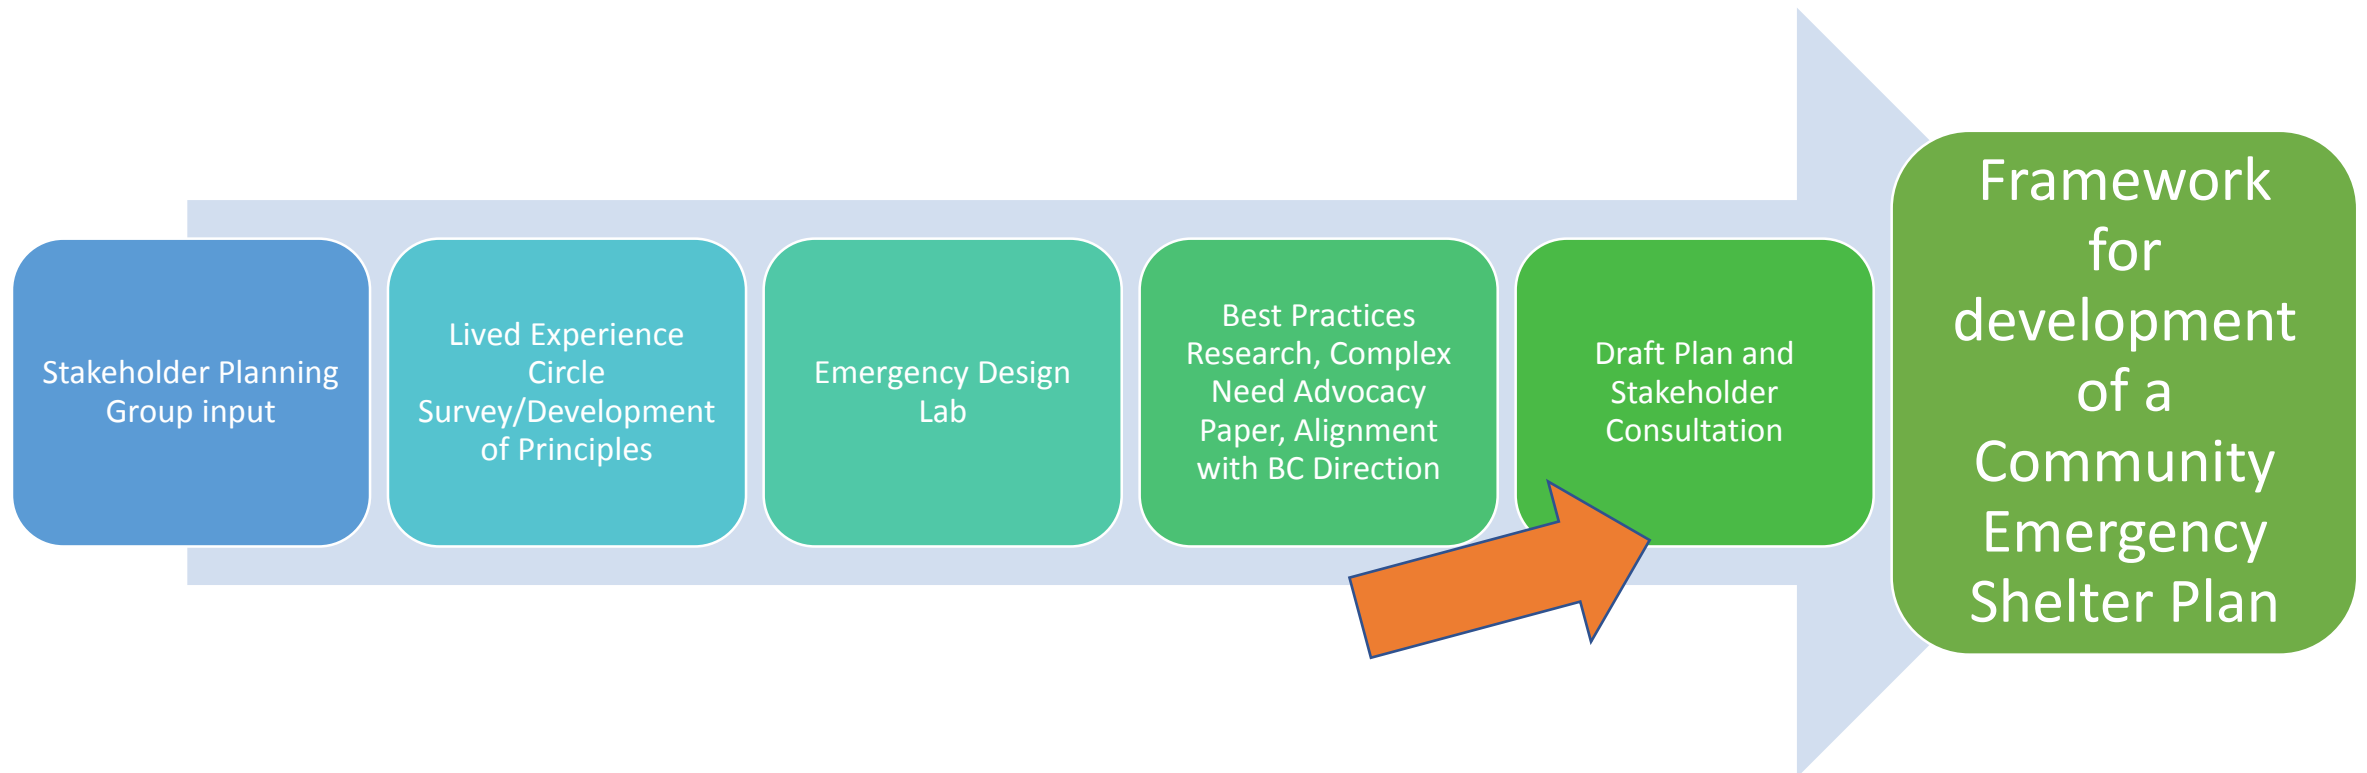 Stakeholder Planning
Group input
Lived Experience
Circle
Survey/Development
of Principles
Emergency Design
Lab
Best Practices
Research, Complex
Need Advocacy
Paper, Alignment
with BC Direction
Draft Plan and
Stakeholder
Consultation
Framework
for
development
of a
Community
Emergency
Shelter Plan